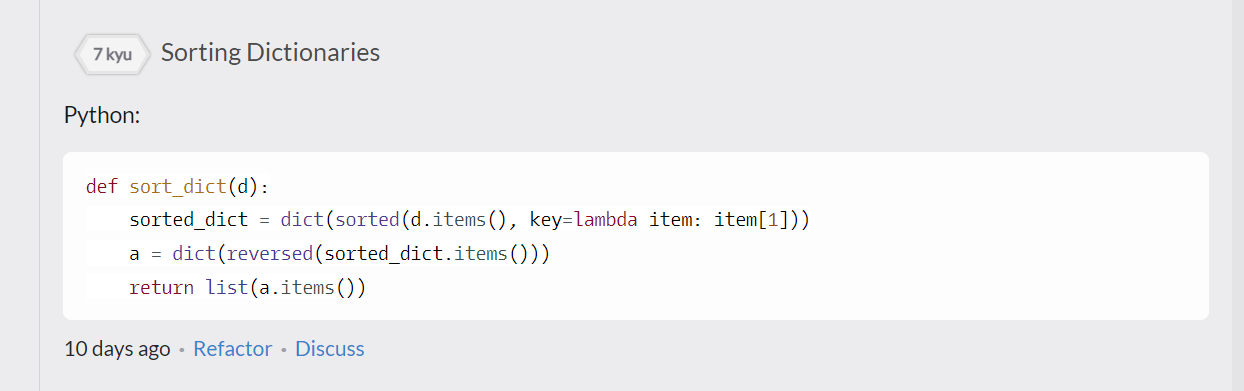 7 kyu Sorting Dictionaries
Python:
def sort_dict(d):
    sorted_dict = dict(sorted(d.items(), key=lambda item: item[1]))
    a = dict(reversed(sorted_dict.items()))
    return list(a.items())
10 days ago • Refactor • Discuss